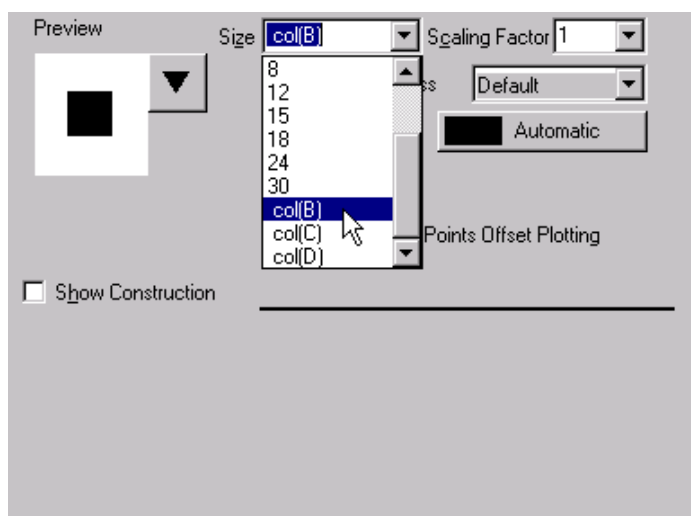 Preview
Size col(B) Scaling Factor 1
8
12
15
18
24
30
col(B)
col(C)
col(D)
ss Default
Automatic
Points Offset Plotting
Show Construction